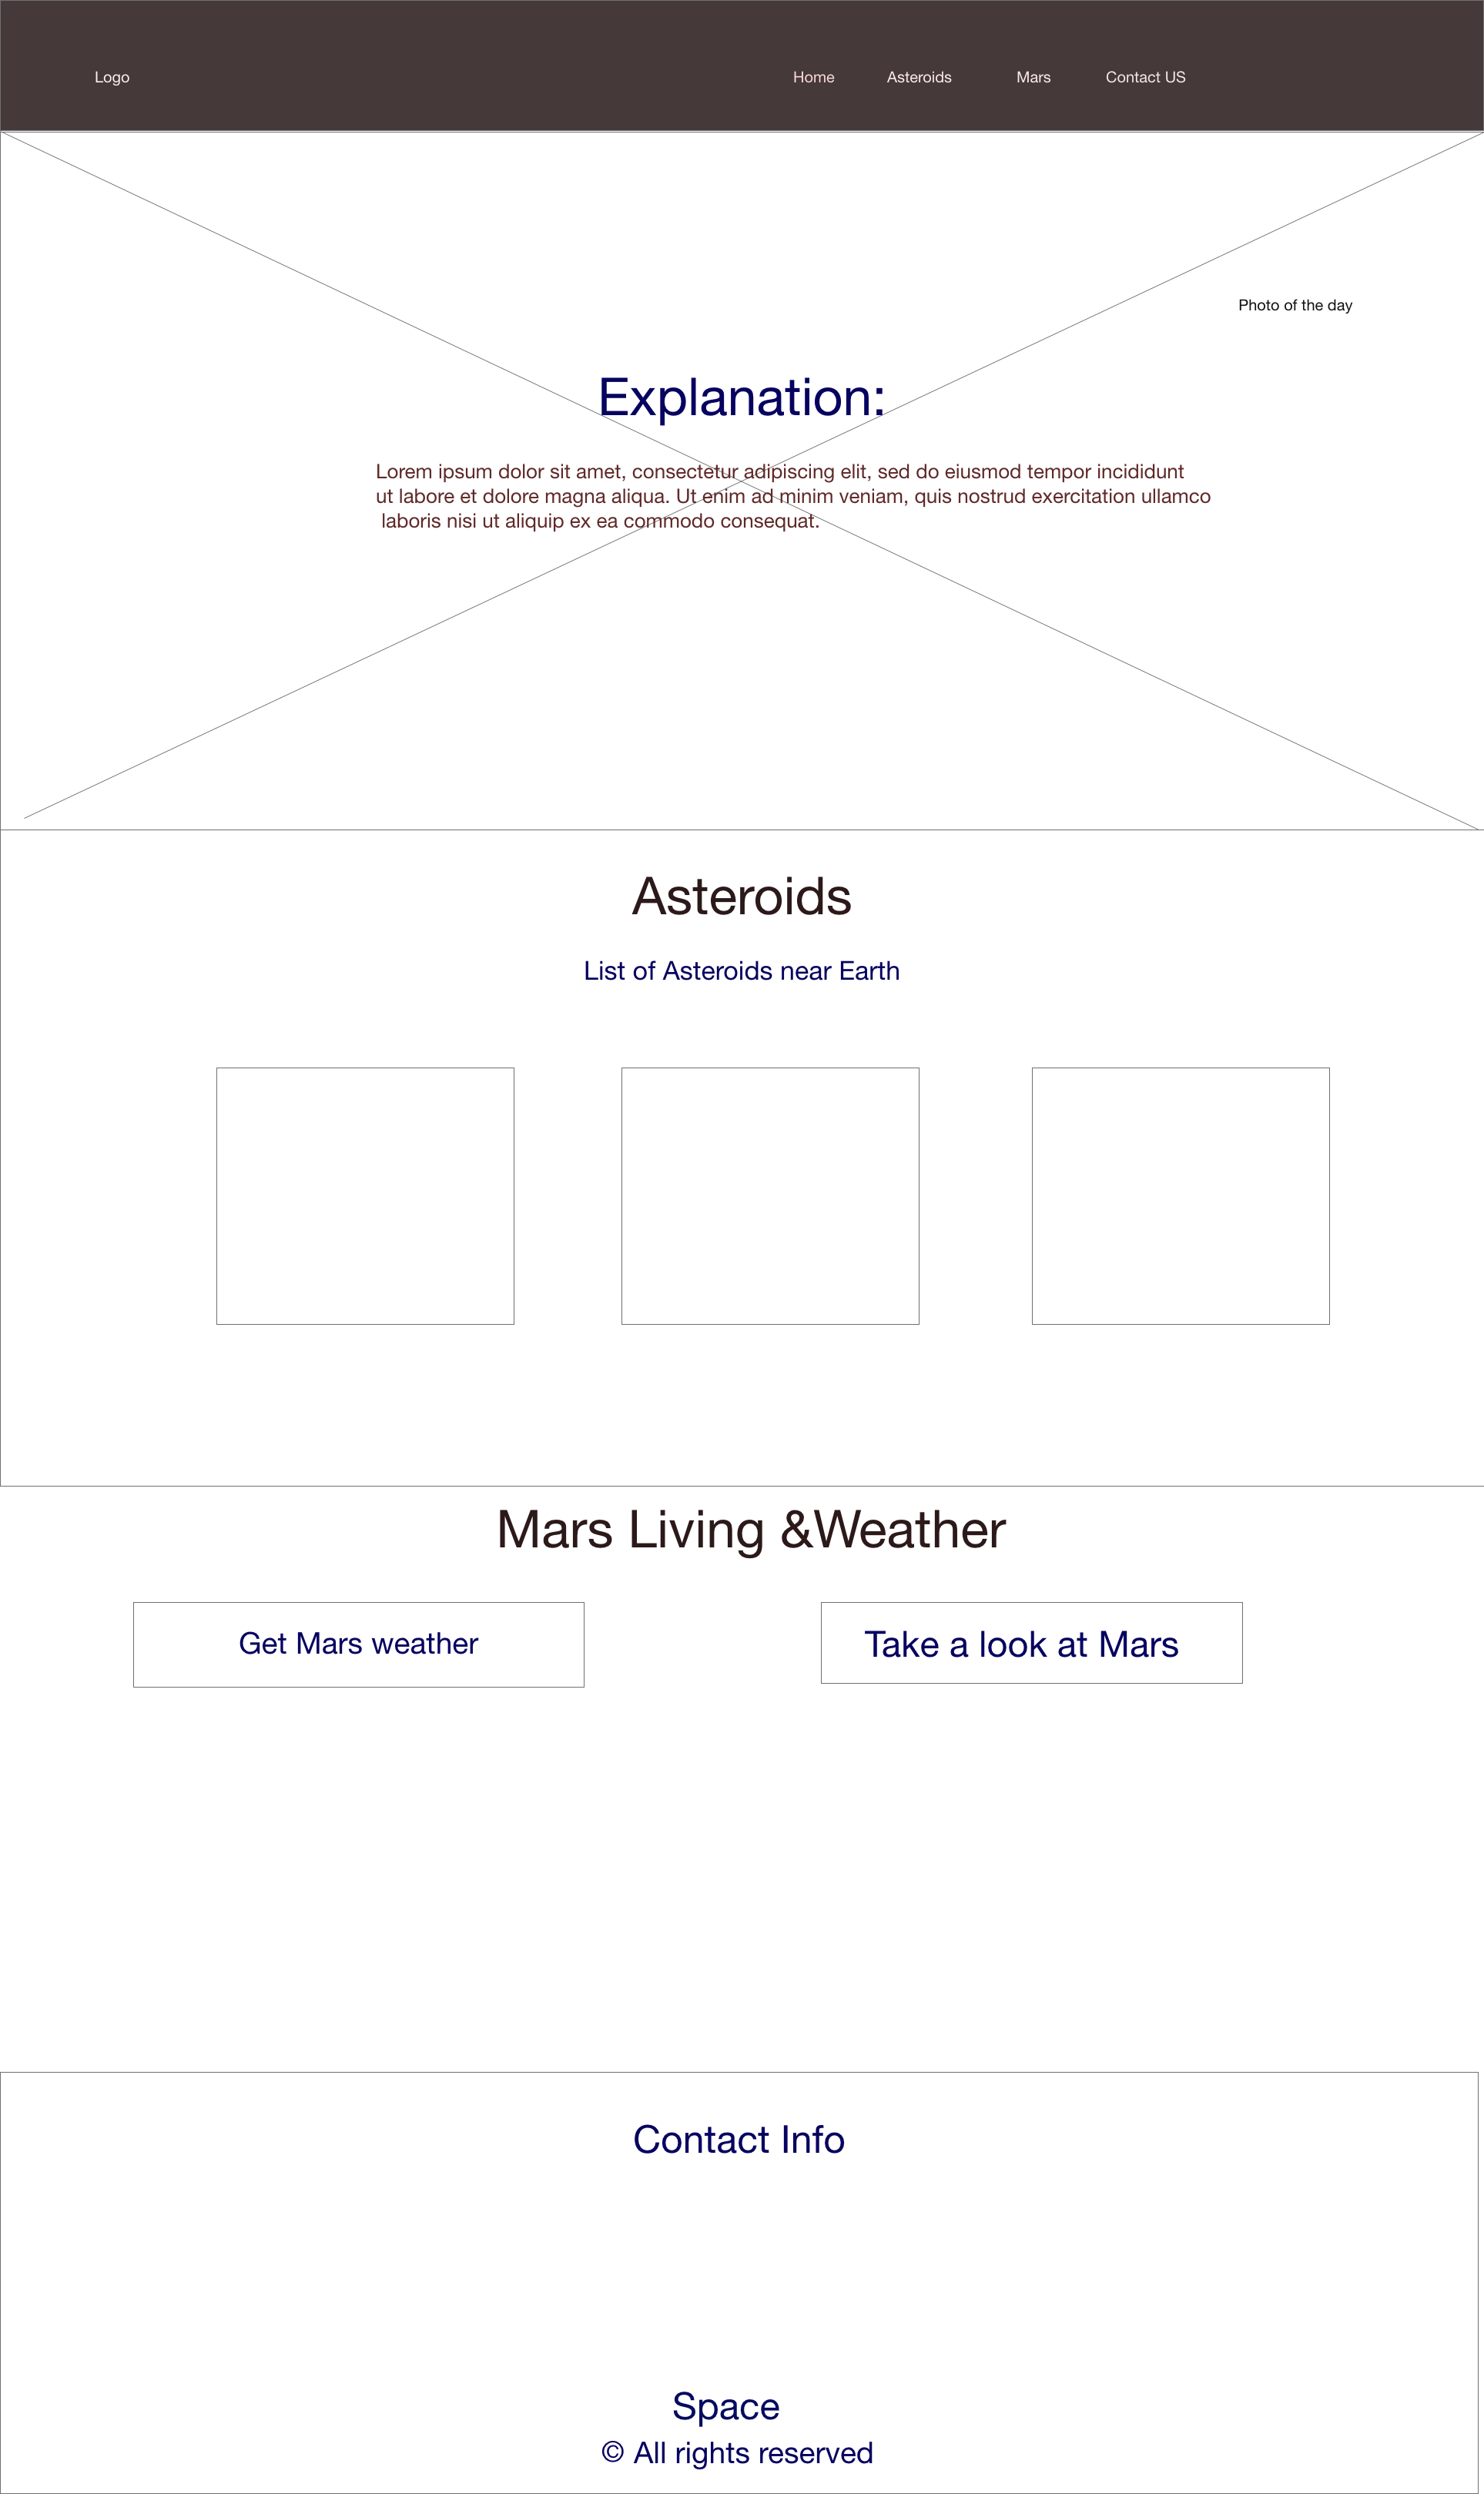 Logo
Home Asteroids Mars Contact US
Photo of the day
Explanation:
Lorem ipsum dolor sit amet, consectetur adipiscing elit, sed do eiusmod tempor incididunt
ut labore et dolore magna aliqua. Ut enim ad minim veniam, quis nostrud exercitation ullamco
laboris nisi ut aliquip ex ea commodo consequat.
Asteroids
List of Asteroids near Earth
Mars Living &Weather
Get Mars weather
Take a look at Mars
Contact Info
Space
© All rights reserved